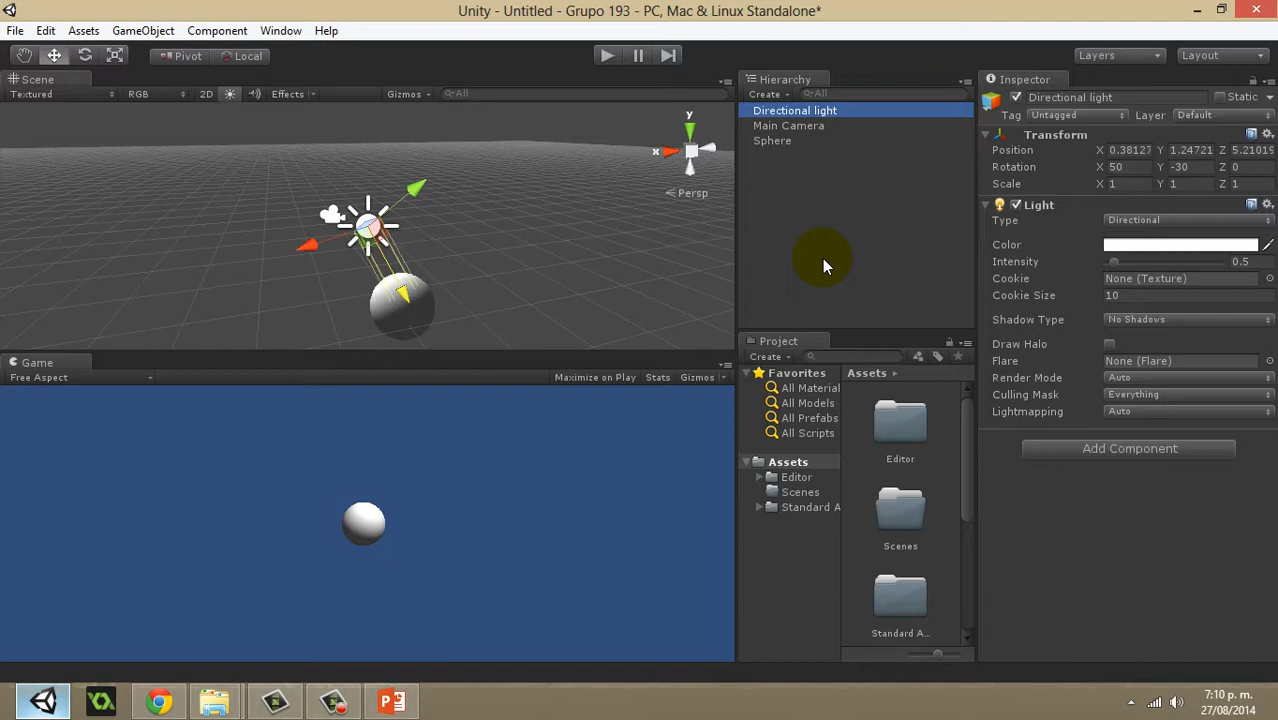 Unity - Untitled - Grupo 193 - PC, Mac & Linux Standalone*
File Edit Assets GameObject Component Window Help
Pivot Local Layers Layout
Scene
Textured RGB 2D Effects Gizmos All
y
x
Persp
Game
Free Aspect Maximize on Play Stats Gizmos
Hierarchy
Create All
Directional light
Main Camera
Sphere
Project
Create
Favorites
All Material
All Models
All Prefabs
All Scripts
Assets
Editor
Scenes
Standard A
Assets
Editor
Scenes
Standard A...
Inspector
Directional light Static
Tag Untagged Layer Default
Transform
Position X 0.38127 Y 1.24721 Z 5.21019
Rotation X 50 Y -30 Z 0
Scale X 1 Y 1 Z 1
Light
Type Directional
Color
Intensity 0.5
Cookie None (Texture)
Cookie Size 10
Shadow Type No Shadows
Draw Halo
Flare None (Flare)
Render Mode Auto
Culling Mask Everything
Lightmapping Auto
Add Component
7:10 p. m.
27/08/2014